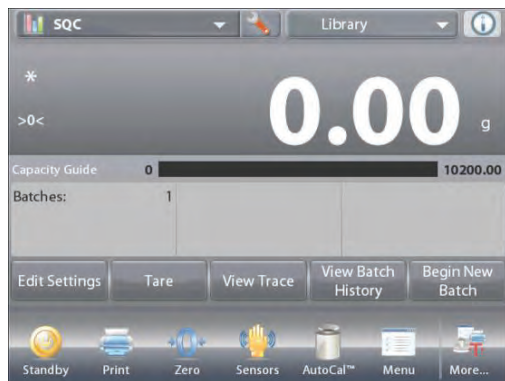 SQC Library
*
>0< 0.00 g
Capacity Guide 0 10200.00
Batches: 1
Edit Settings Tare View Trace View Batch History Begin New Batch
Standby Print Zero Sensors AutoCal™ Menu More...